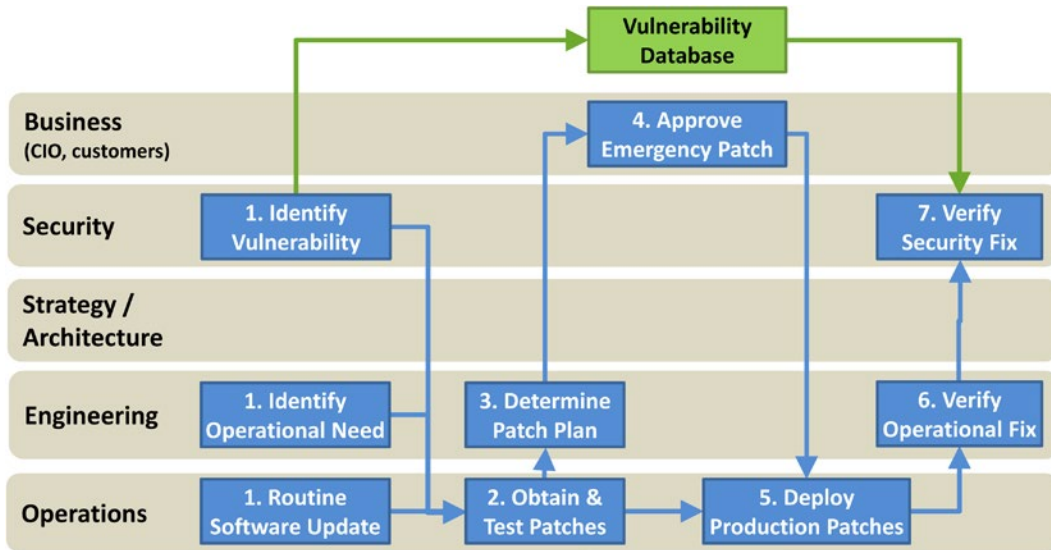 Vulnerability
Database
Business
(CIO, customers)
4. Approve
Emergency Patch
Security
1. Identify
Vulnerability
7. Verify
Security Fix
Strategy /
Architecture
Engineering
1. Identify
Operational Need
3. Determine
Patch Plan
6. Verify
Operational Fix
Operations
1. Routine
Software Update
2. Obtain &
Test Patches
5. Deploy
Production Patches